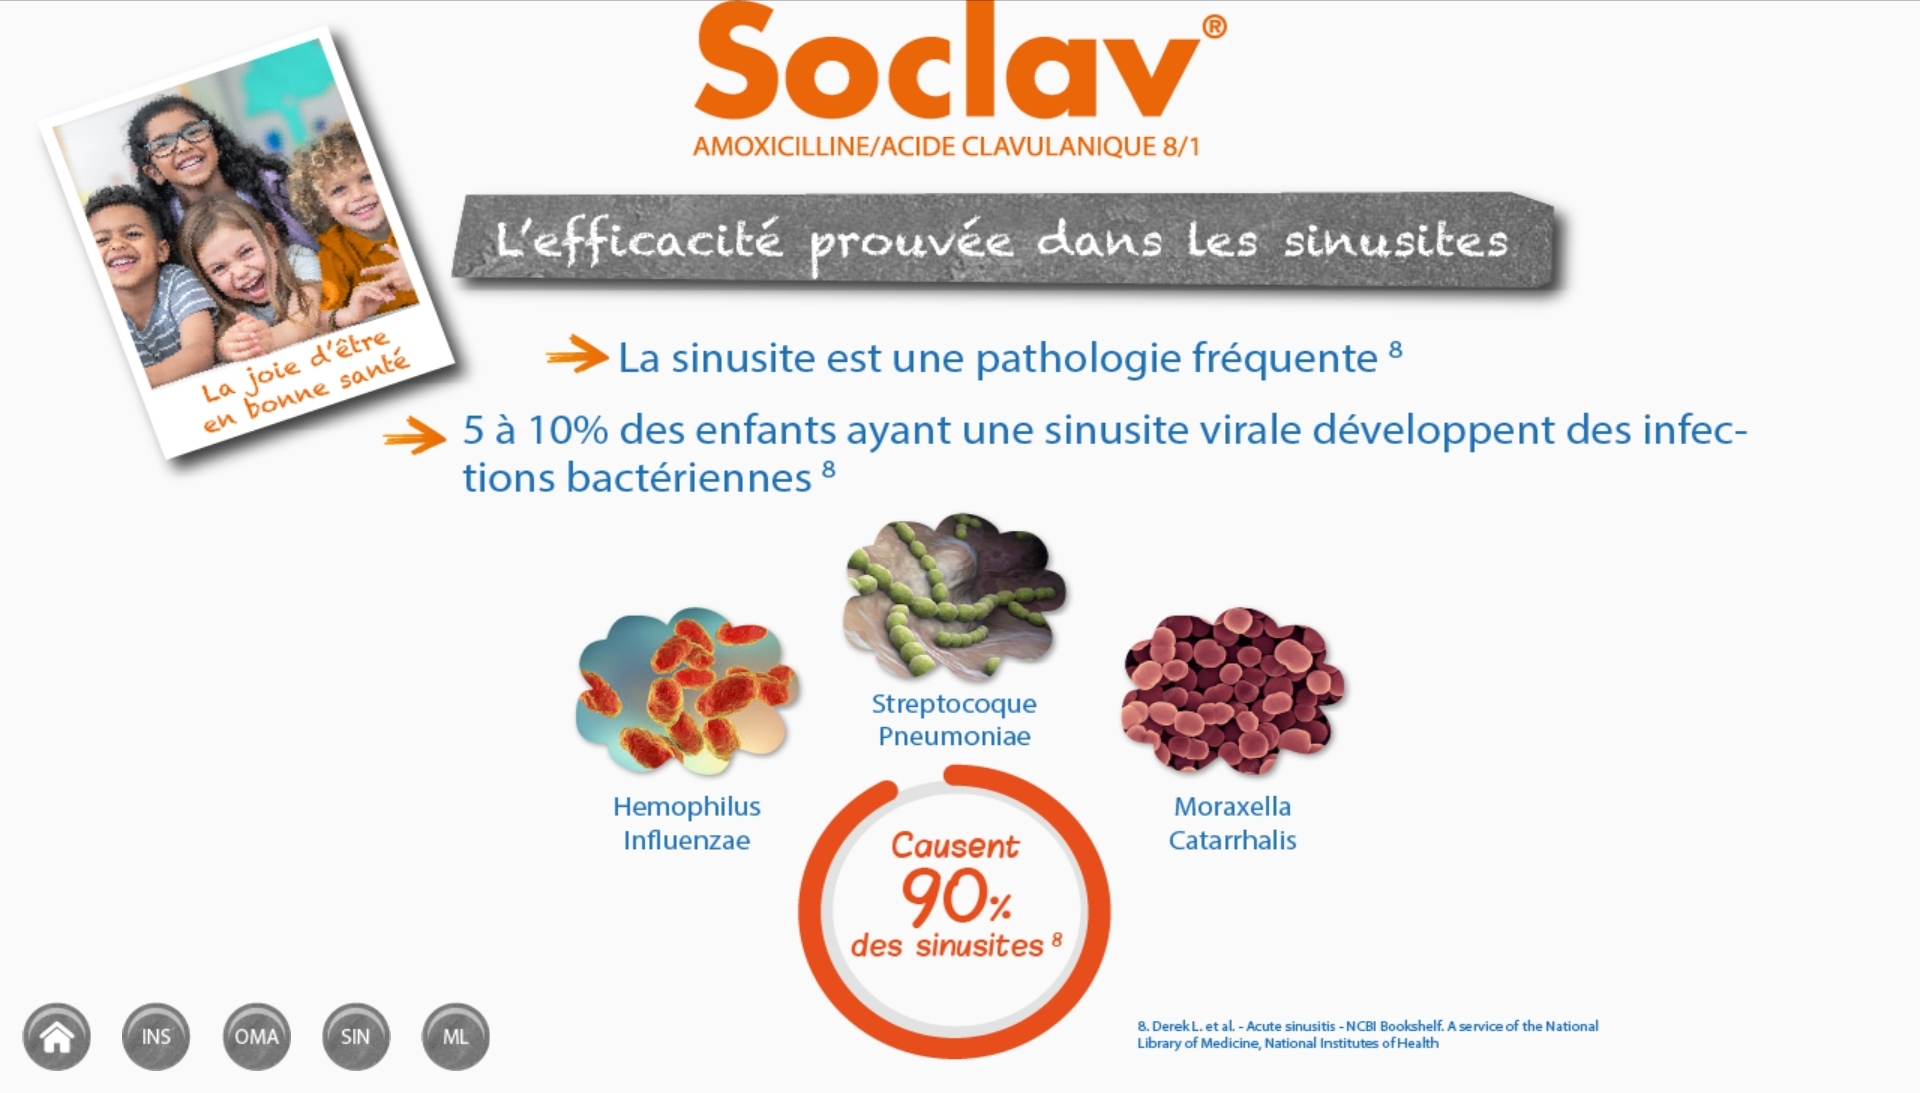 Soclav®
AMOXICILLINE/ACIDE CLAVULANIQUE 8/1
L'efficacité prouvée dans les sinusites
La joie d'être
en bonne santé
La sinusite est une pathologie fréquente 8
5 à 10% des enfants ayant une sinusite virale développent des infec-
tions bactériennes 8
Streptocoque
Pneumoniae
Hemophilus
Influenzae
Moraxella
Catarrhalis
Causent
90%
des sinusites 8
INS
OMA
SIN
ML
8. Derek L. et al. - Acute sinusitis - NCBI Bookshelf. A service of the National
Library of Medicine, National Institutes of Health